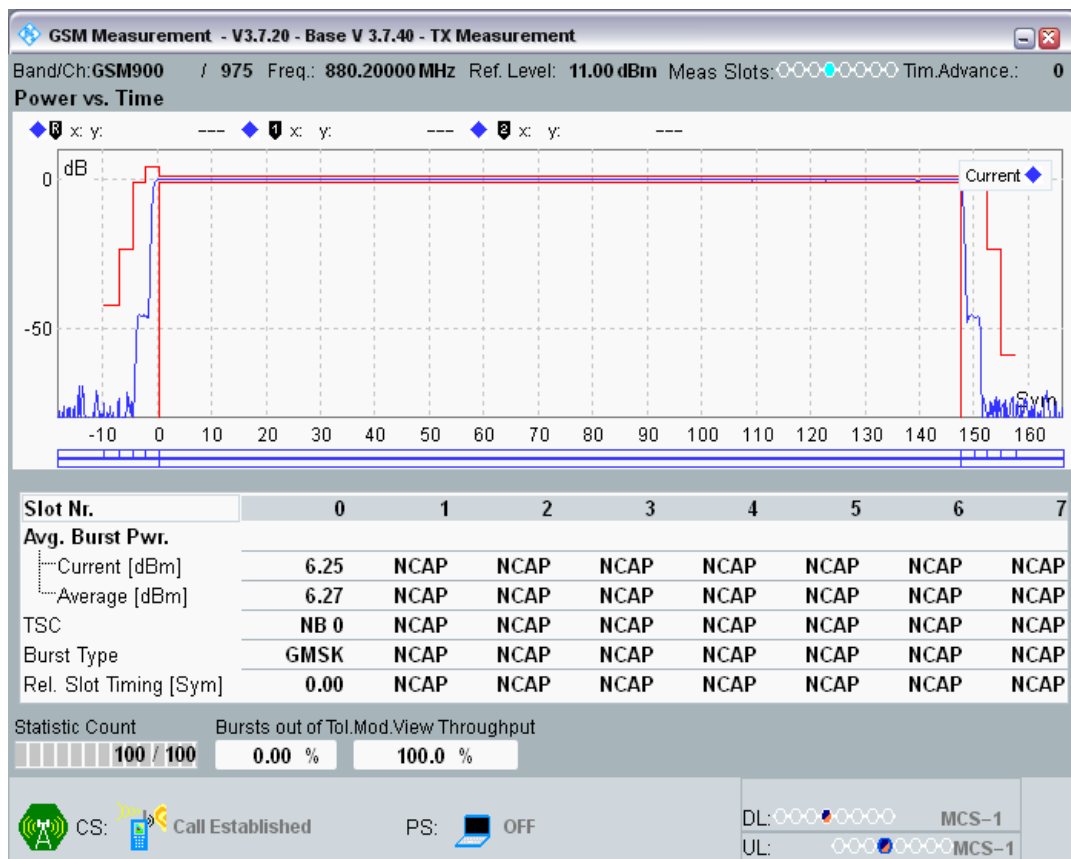 GSM Measurement - V3.7.20 - Base V 3.7.40 - TX Measurement
Band/Ch:GSM900 / 975 Freq.: 880.20000 MHz Ref. Level: 11.00 dBm Meas Slots: Tim.Advance.: 0
Power vs. Time
R x: y: --- 1 x: y: --- 2 x: y: ---
dB
Current
0
-50
Sym
-10 0 10 20 30 40 50 60 70 80 90 100 110 120 130 140 150 160
Slot Nr. 0 1 2 3 4 5 6 7
Avg. Burst Pwr.
Current [dBm] 6.25 NCAP NCAP NCAP NCAP NCAP NCAP NCAP
Average [dBm] 6.27 NCAP NCAP NCAP NCAP NCAP NCAP NCAP
TSC NB 0 NCAP NCAP NCAP NCAP NCAP NCAP NCAP
Burst Type GMSK NCAP NCAP NCAP NCAP NCAP NCAP NCAP
Rel. Slot Timing [Sym] 0.00 NCAP NCAP NCAP NCAP NCAP NCAP NCAP
Statistic Count Bursts out of Tol. Mod.View Throughput
100 / 100 0.00 % 100.0 %
CS: Call Established PS: OFF
DL: MCS-1
UL: MCS-1